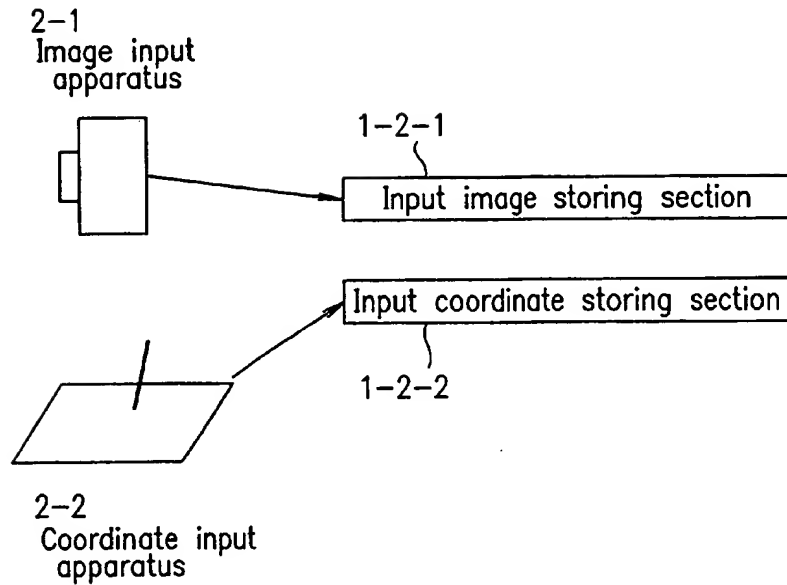 2-1
Image input
apparatus
1-2-1
Input image storing section
Input coordinate storing section
1-2-2
2-2
Coordinate input
apparatus